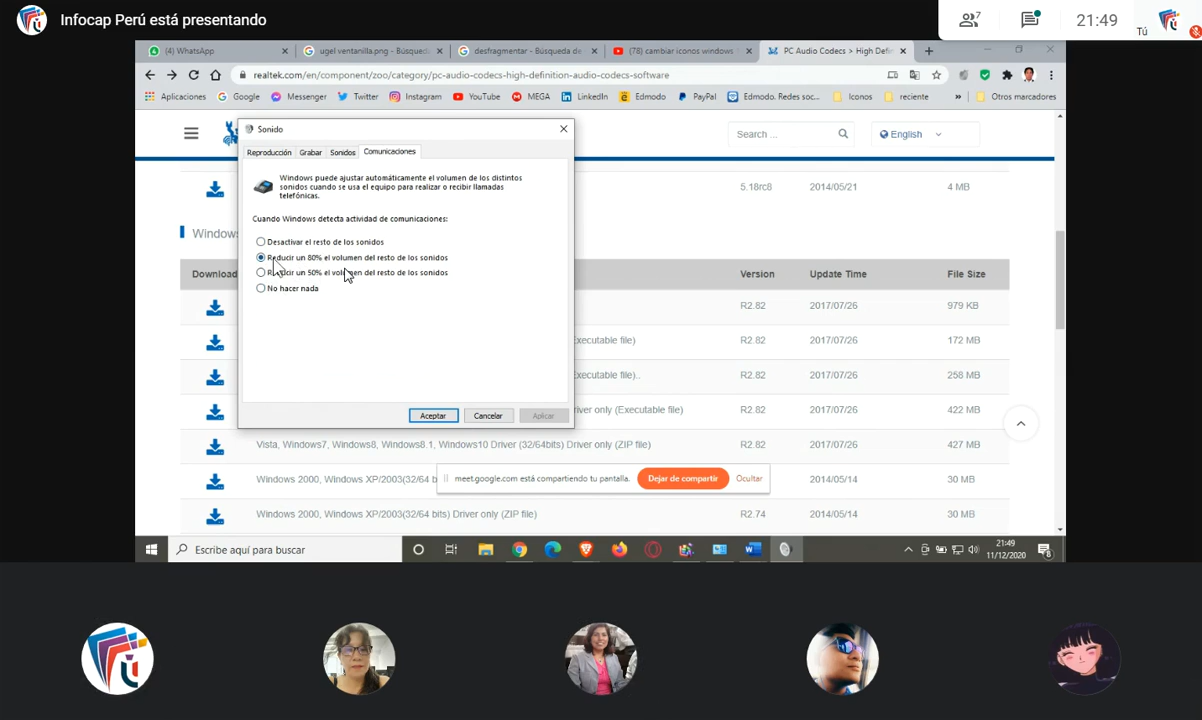 Infocap Perú está presentando
7
21:49
Tú
(4) WhatsApp
ugel ventanilla.png - Búsqued
desfragmentar - Búsqueda de
(78) cambiar iconos windows
PC Audio Codecs > High Defi
realtek.com/en/component/zoo/category/pc-audio-codecs-high-definition-audio-codecs-software
Aplicaciones
Google
Messenger
Twitter
Instagram
YouTube
MEGA
LinkedIn
Edmodo
PayPal
Edmodo. Redes soc...
Iconos
reciente
»
Otros marcadores
Search ...
English
5.18rc8 2014/05/21 4 MB
Windows
Download Version Update Time File Size
R2.82 2017/07/26 979 KB
xecutable file) R2.82 2017/07/26 172 MB
xecutable file).. R2.82 2017/07/26 258 MB
river only (Executable file) R2.82 2017/07/26 422 MB
Vista, Windows7, Windows8, Windows8.1, Windows10 Driver (32/64bits) Driver only (ZIP file) R2.82 2017/07/26 427 MB
Windows 2000, Windows XP/2003(32/64 b 2014/05/14 30 MB
Windows 2000, Windows XP/2003(32/64 bits) Driver only (ZIP file) R2.74 2014/05/14 30 MB
Sonido
Reproducción Grabar Sonidos Comunicaciones
Windows puede ajustar automáticamente el volumen de los distintos
sonidos cuando se usa el equipo para realizar o recibir llamadas
telefónicas.
Cuando Windows detecta actividad de comunicaciones:
Desactivar el resto de los sonidos
Reducir un 80% el volumen del resto de los sonidos
Reducir un 50% el volumen del resto de los sonidos
No hacer nada
Aceptar Cancelar Aplicar
meet.google.com está compartiendo tu pantalla. Dejar de compartir Ocultar
Escribe aquí para buscar
21:49
11/12/2020
8